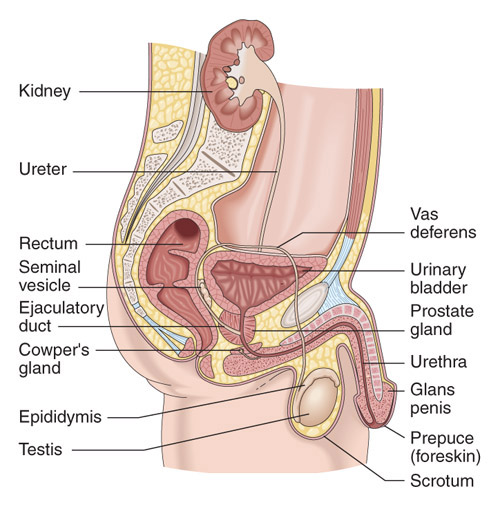 Kidney
Ureter
Rectum
Seminal
vesicle
Ejaculatory
duct
Cowper's
gland
Epididymis
Testis
Vas
deferens
Urinary
bladder
Prostate
gland
Urethra
Glans
penis
Prepuce
(foreskin)
Scrotum